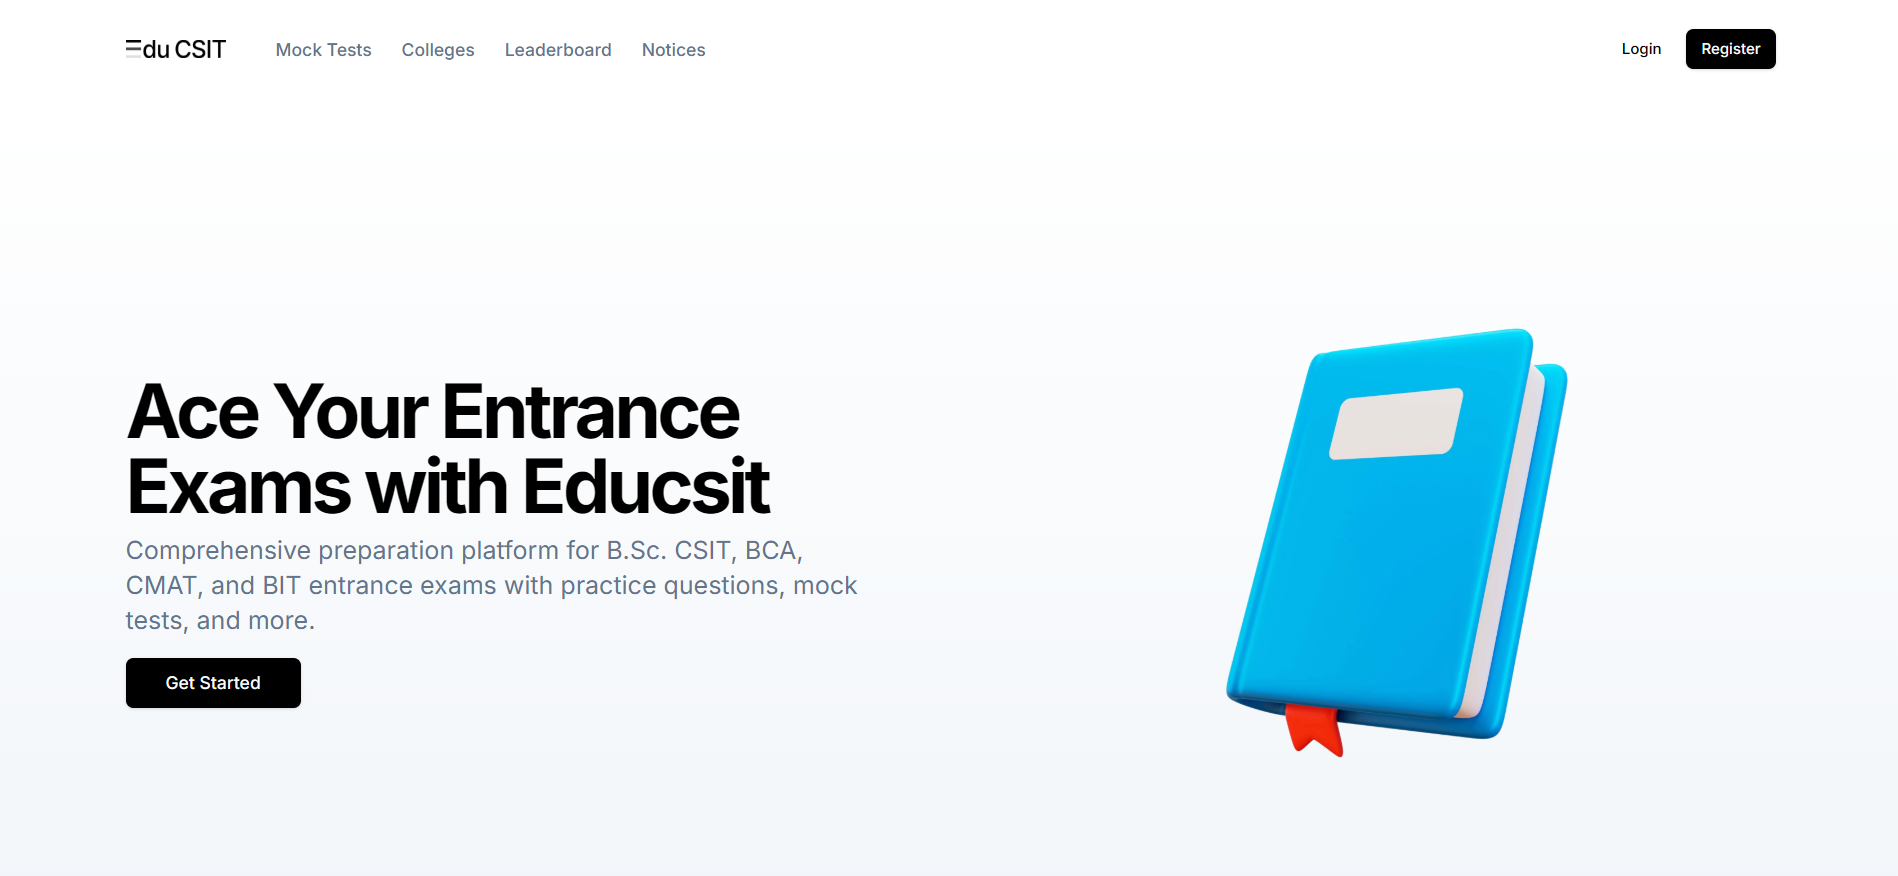 Edu CSIT
Mock Tests
Colleges
Leaderboard
Notices
Login
Register
Ace Your Entrance
Exams with Educsit
Comprehensive preparation platform for B.Sc. CSIT, BCA,
CMAT, and BIT entrance exams with practice questions, mock
tests, and more.
Get Started